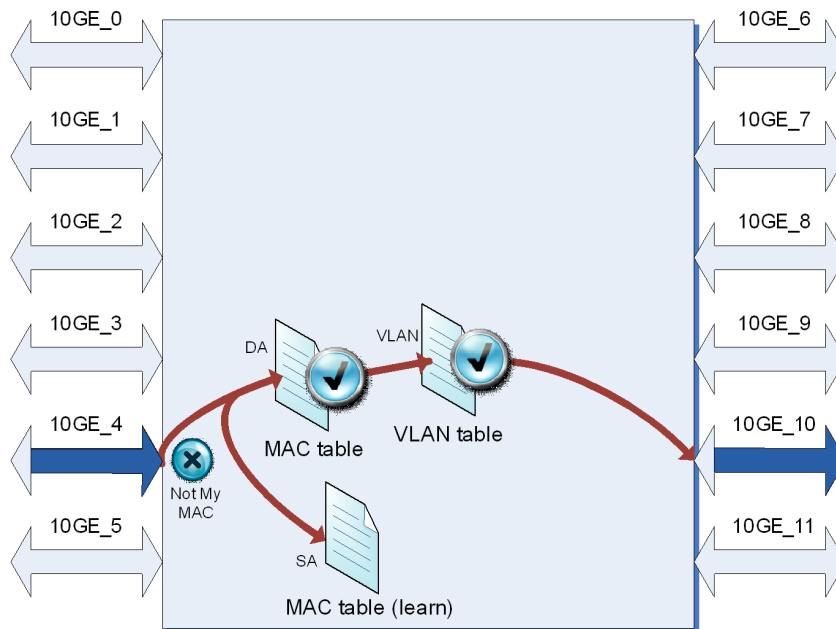 10GE_0
10GE_6
10GE_1
10GE_7
10GE_2
10GE_8
10GE_3
10GE_9
DA
VLAN
10GE_4
MAC table
VLAN table
10GE_10
Not My
MAC
10GE_5
SA
10GE_11
MAC table (learn)